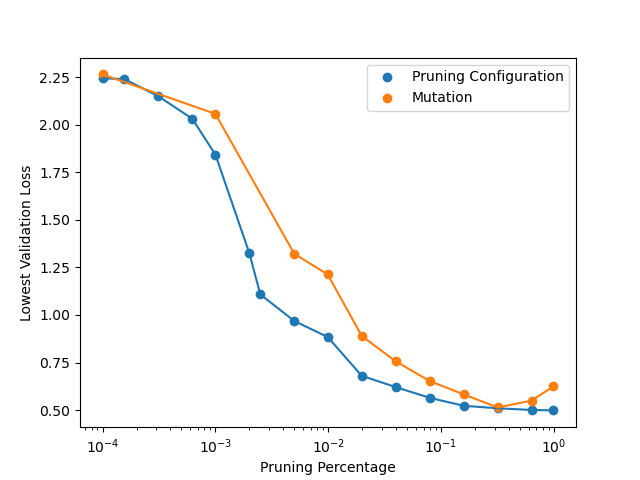 Pruning Configuration
Mutation
Lowest Validation Loss
2.25
2.00
1.75
1.50
1.25
1.00
0.75
0.50
10⁻⁴ 10⁻³ 10⁻² 10⁻¹ 10⁰
Pruning Percentage